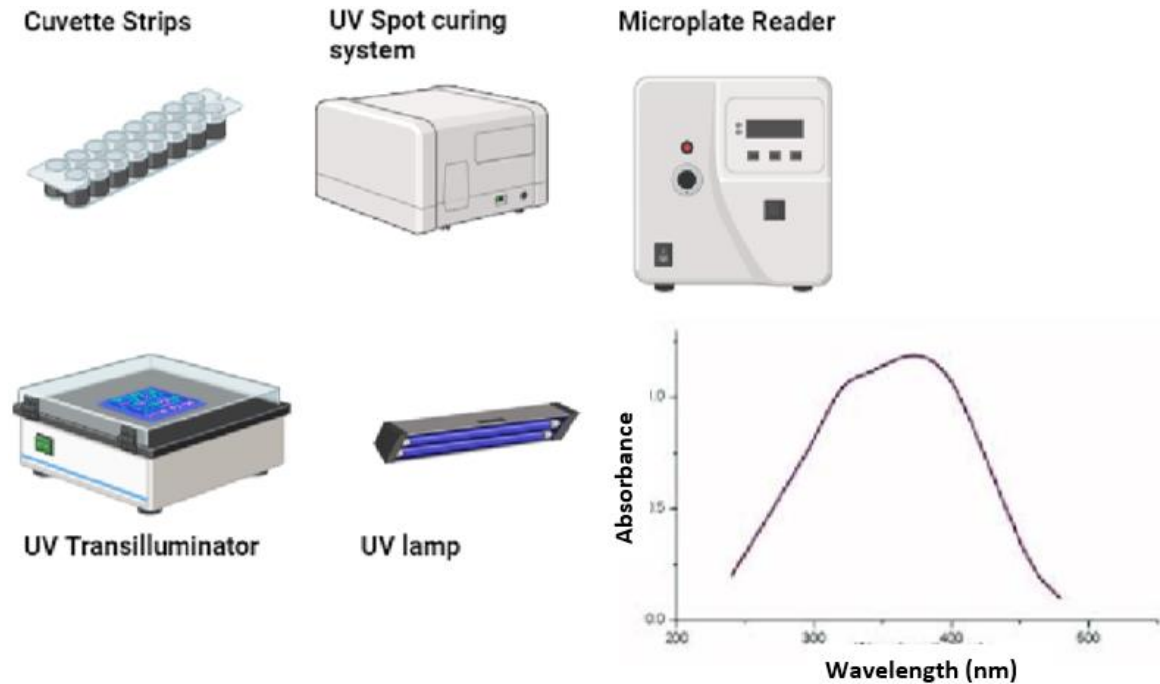 Cuvette Strips
UV Spot curing
system
Microplate Reader
UV Transilluminator
UV lamp
Absorbance
1.0
0.5
0.0
200
300
400
500
Wavelength (nm)